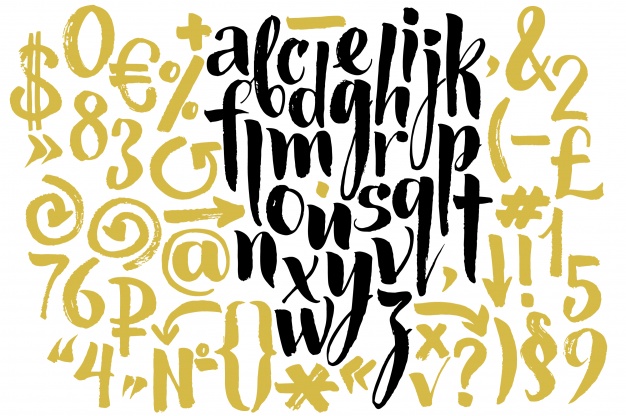 $ 0 € + % a b c e i j k , & 2
8 3 f b d g h ( - £
» l m r p
o u s q t # 1
@ n x y v , ! 5
7 6 ₽ w z ) § 9
“ 4 ” № { } * « x √ ?